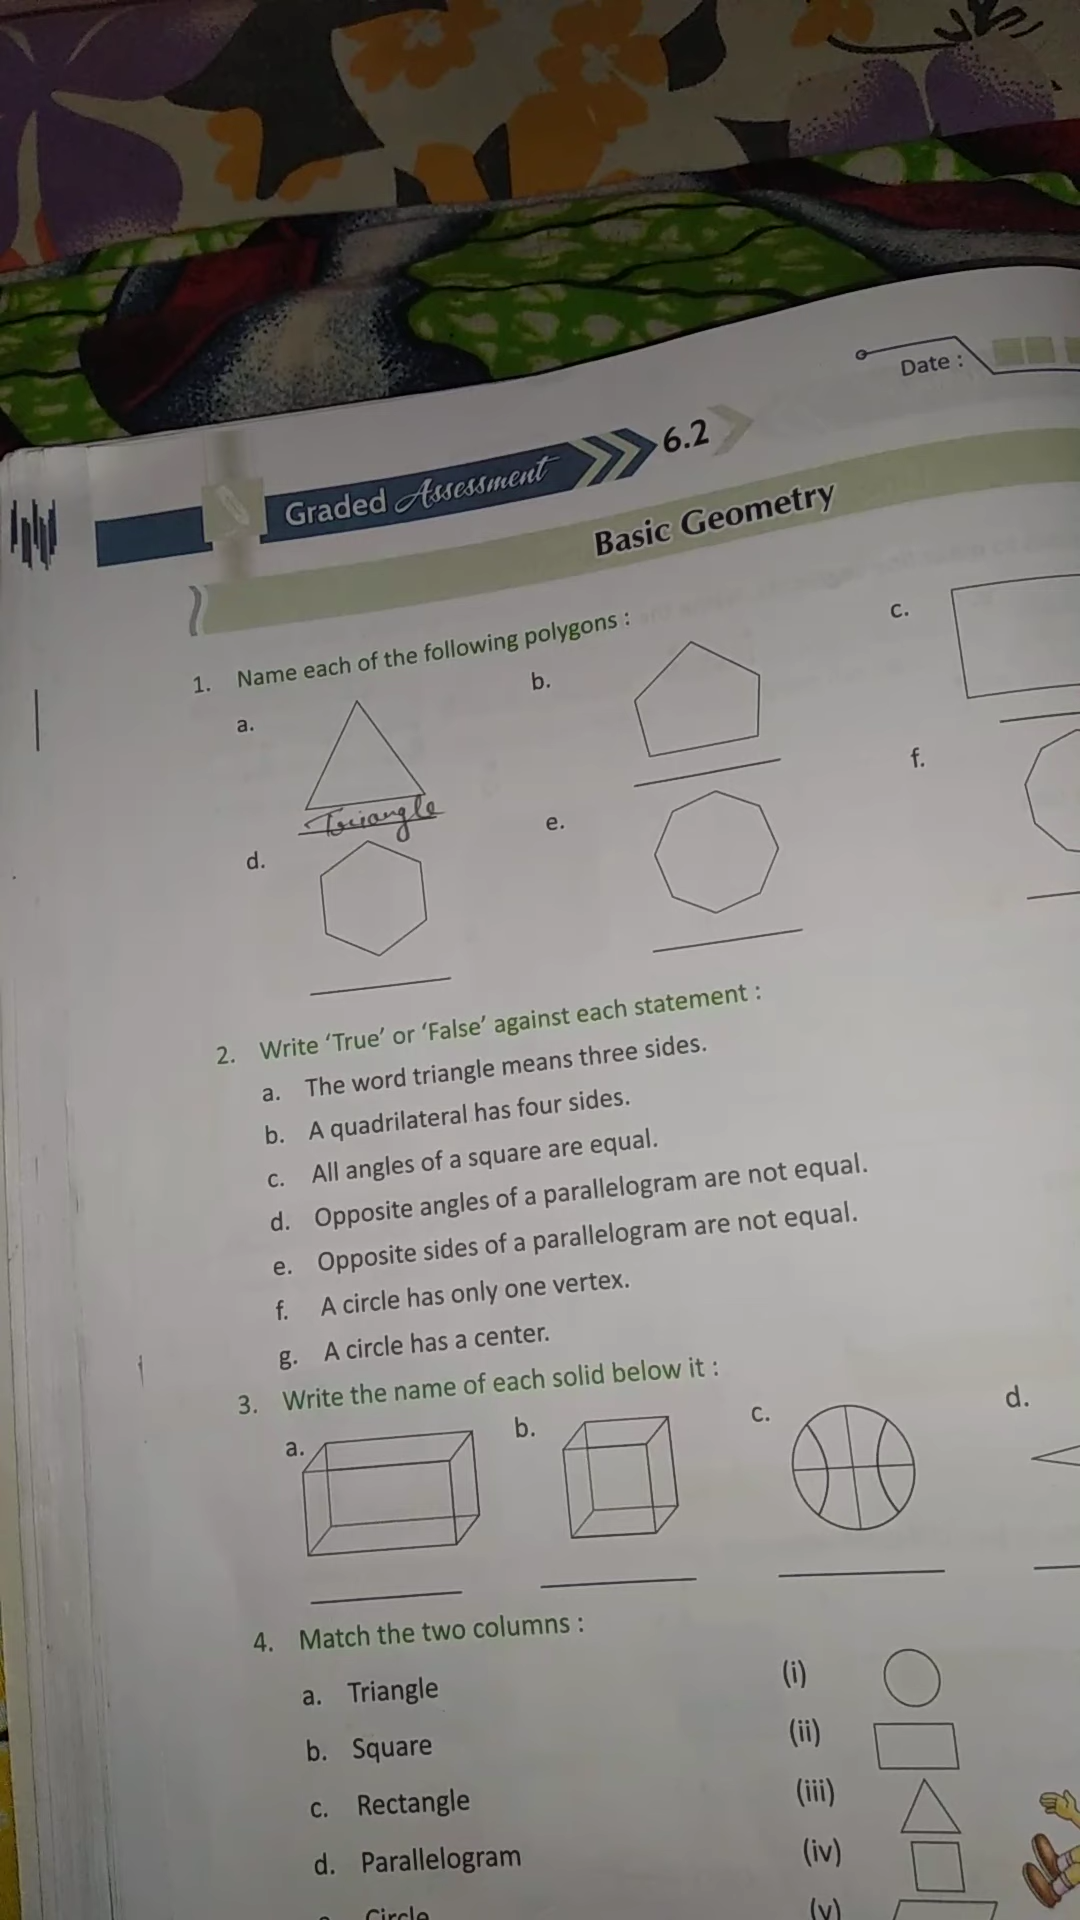 Date :
Graded Assessment 6.2
Basic Geometry
1. Name each of the following polygons :
a. b. c.
Triangle
d. e. f.
2. Write ‘True’ or ‘False’ against each statement :
a. The word triangle means three sides.
b. A quadrilateral has four sides.
c. All angles of a square are equal.
d. Opposite angles of a parallelogram are not equal.
e. Opposite sides of a parallelogram are not equal.
f. A circle has only one vertex.
g. A circle has a center.
3. Write the name of each solid below it :
a. b. c. d.
4. Match the two columns :
a. Triangle (i)
b. Square (ii)
c. Rectangle (iii)
d. Parallelogram (iv)
Circle (v)